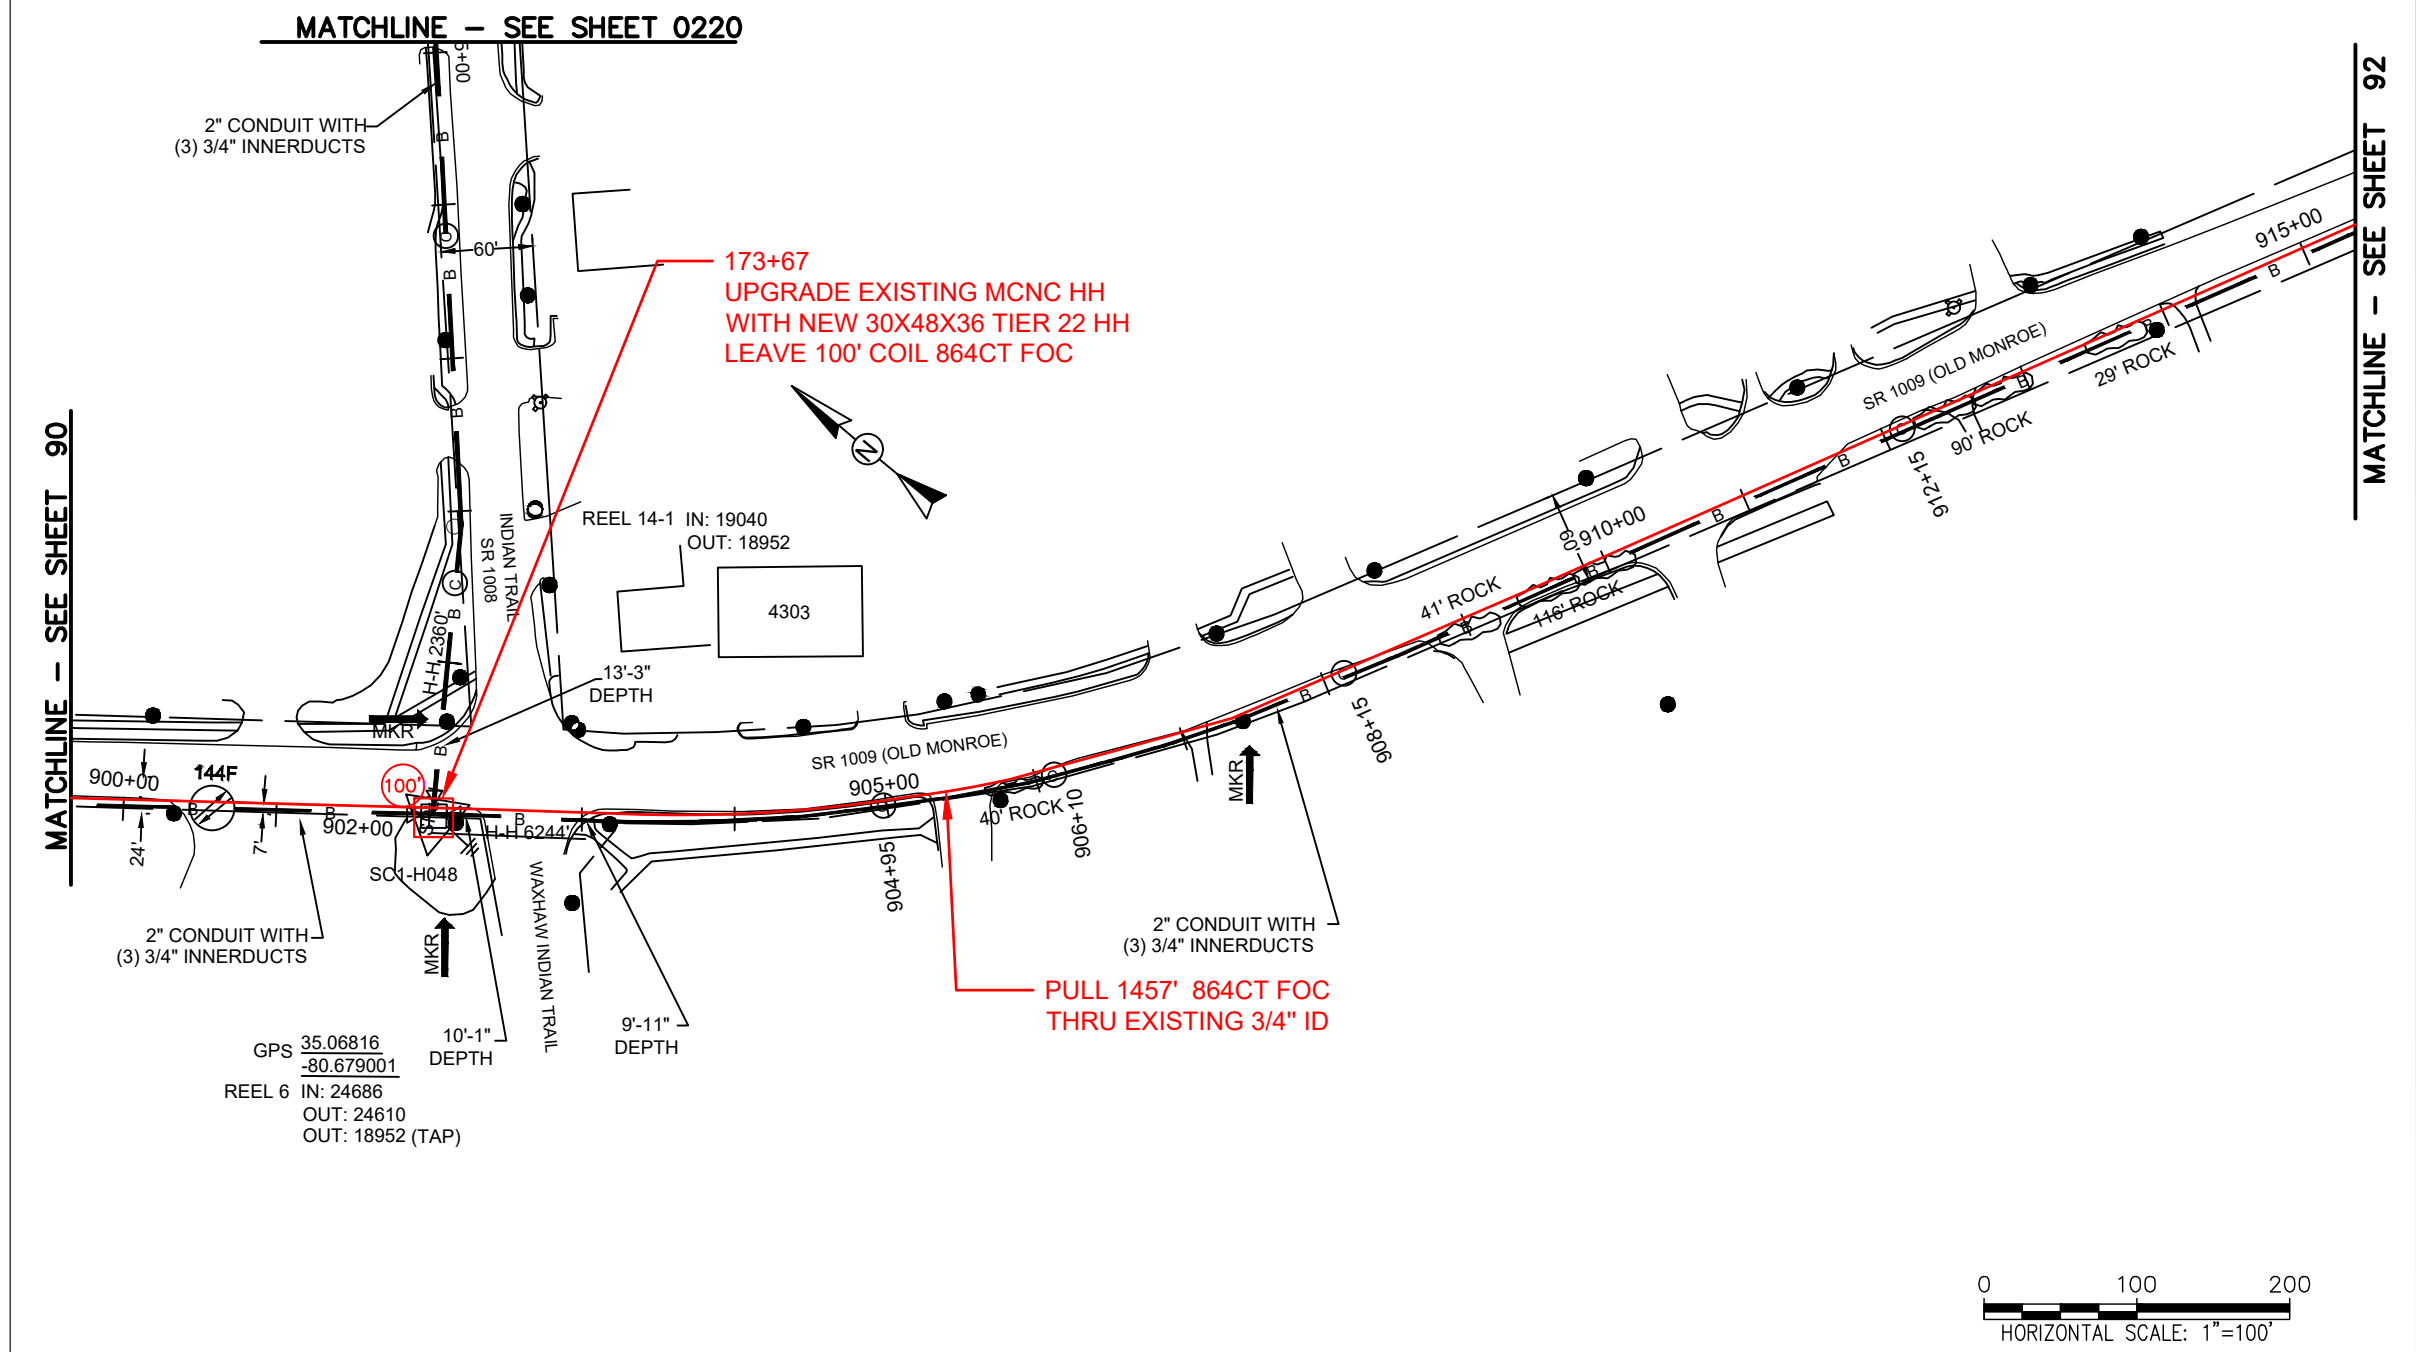 MATCHLINE - SEE SHEET 0220
5+00
2" CONDUIT WITH
(3) 3/4" INNERDUCTS
B
B
60'
173+67
UPGRADE EXISTING MCNC HH
WITH NEW 30X48X36 TIER 22 HH
LEAVE 100' COIL 864CT FOC
MATCHLINE - SEE SHEET 92
915+00
B
B
SR 1009 (OLD MONROE)
29' ROCK
B
90' ROCK
912+15
B
B
N
MATCHLINE - SEE SHEET 90
B
C
B
H-H 2360'
INDIAN TRAIL
SR 1008
REEL 14-1 IN: 19040
OUT: 18952
4303
60'
910+00
B
41' ROCK
116' ROCK
B
908+15
B
13'-3"
DEPTH
MKR
B
SR 1009 (OLD MONROE)
900+00
144F
100'
905+00
24'
B
7'
B
902+00
B
H-H 6244'
SC1-H048
40' ROCK
906+10
904+95
MKR
WAXHAW INDIAN TRAIL
2" CONDUIT WITH
(3) 3/4" INNERDUCTS
MKR
2" CONDUIT WITH
(3) 3/4" INNERDUCTS
PULL 1457' 864CT FOC
THRU EXISTING 3/4" ID
10'-1"
DEPTH
9'-11"
DEPTH
GPS 35.06816
-80.679001
REEL 6 IN: 24686
OUT: 24610
OUT: 18952 (TAP)
0 100 200
HORIZONTAL SCALE: 1"=100'